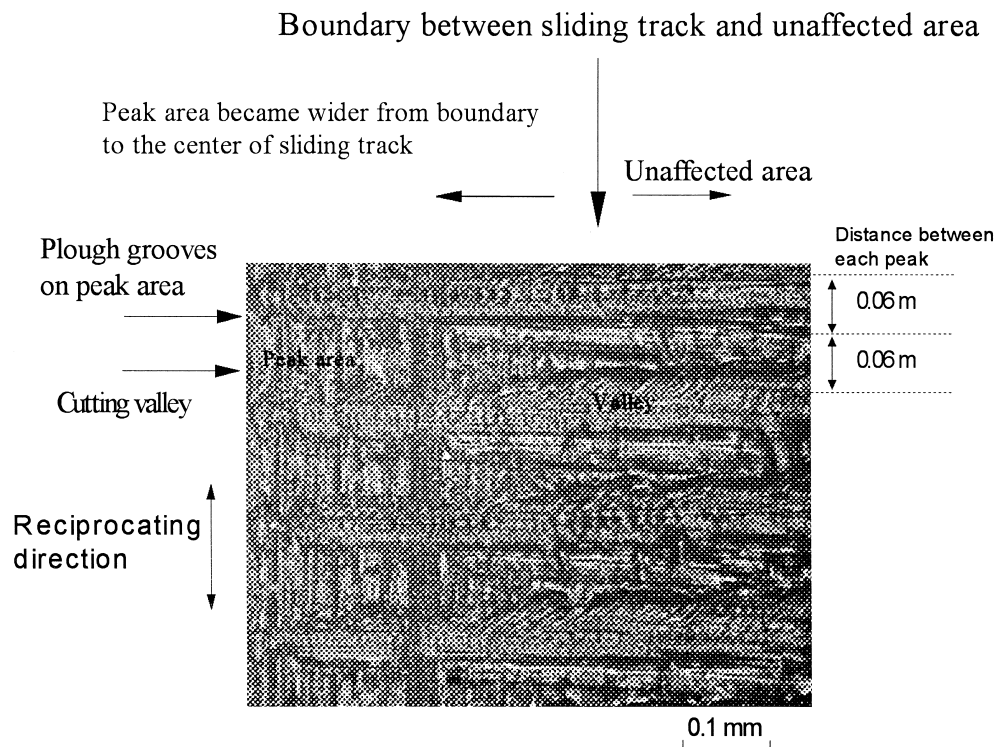 Boundary between sliding track and unaffected area
Peak area became wider from boundary
to the center of sliding track
Unaffected area
Plough grooves
on peak area
Distance between
each peak
0.06 m
0.06 m
Peak area
Cutting valley
Valley
Reciprocating
direction
0.1 mm